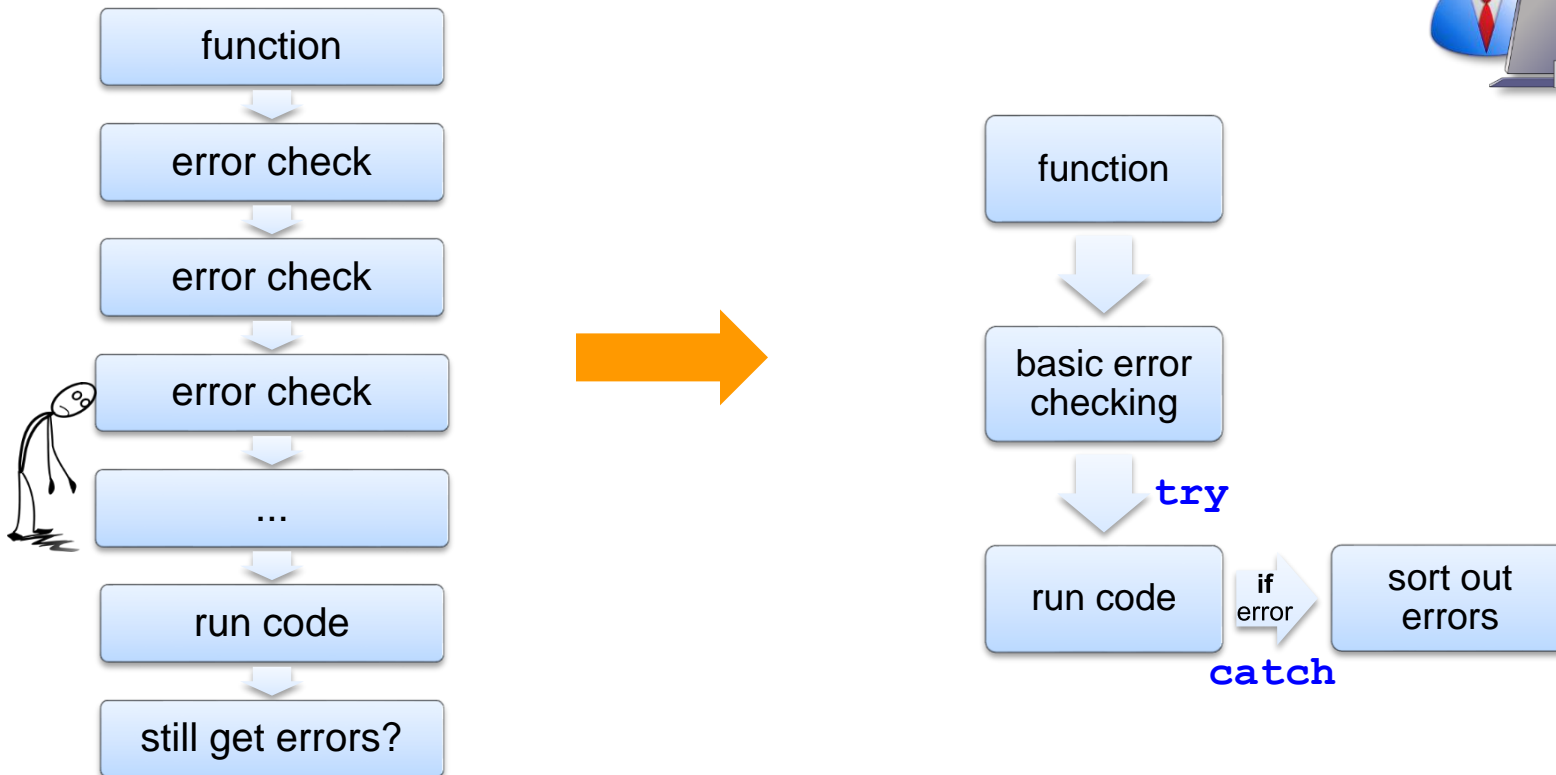 function
error check
error check
error check
...
run code
still get errors?
function
basic error
checking
try
run code
if
error
sort out
errors
catch